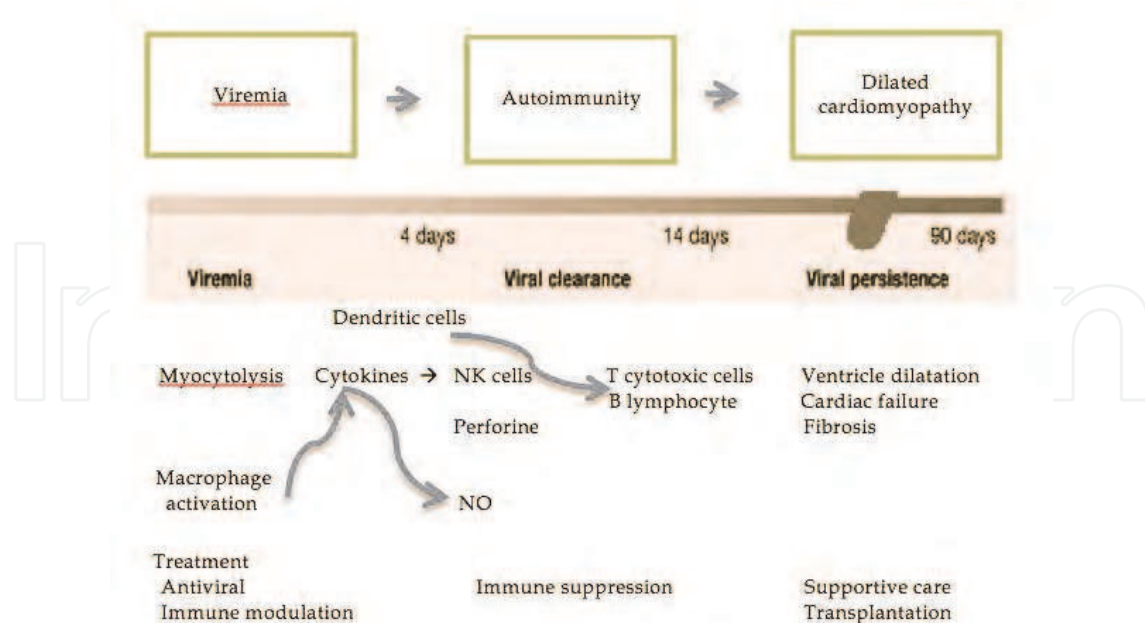 Viremia
Autoimmunity
Dilated
cardiomyopathy
4 days
14 days
90 days
Viremia
Viral clearance
Viral persistence
Dendritic cells
Myocytolysis
Cytokines → NK cells
T cytotoxic cells
B lymphocyte
Ventricle dilatation
Cardiac failure
Fibrosis
Perforine
Macrophage
activation
NO
Treatment
Antiviral
Immune modulation
Immune suppression
Supportive care
Transplantation